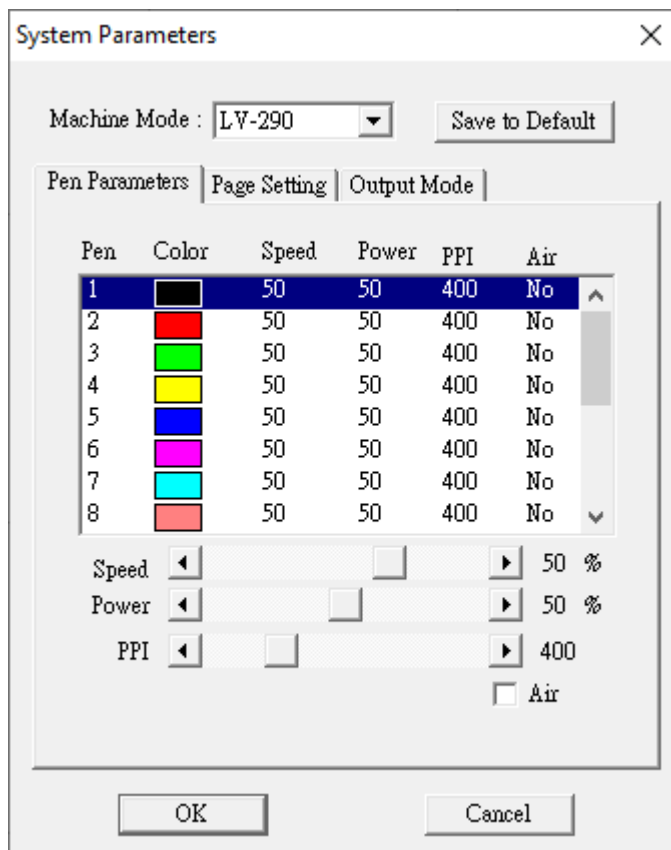 System Parameters
Machine Mode : LV-290 Save to Default
Pen Parameters Page Setting Output Mode
Pen Color Speed Power PPI Air
1 50 50 400 No
2 50 50 400 No
3 50 50 400 No
4 50 50 400 No
5 50 50 400 No
6 50 50 400 No
7 50 50 400 No
8 50 50 400 No
Speed 50 %
Power 50 %
PPI 400
Air
OK Cancel